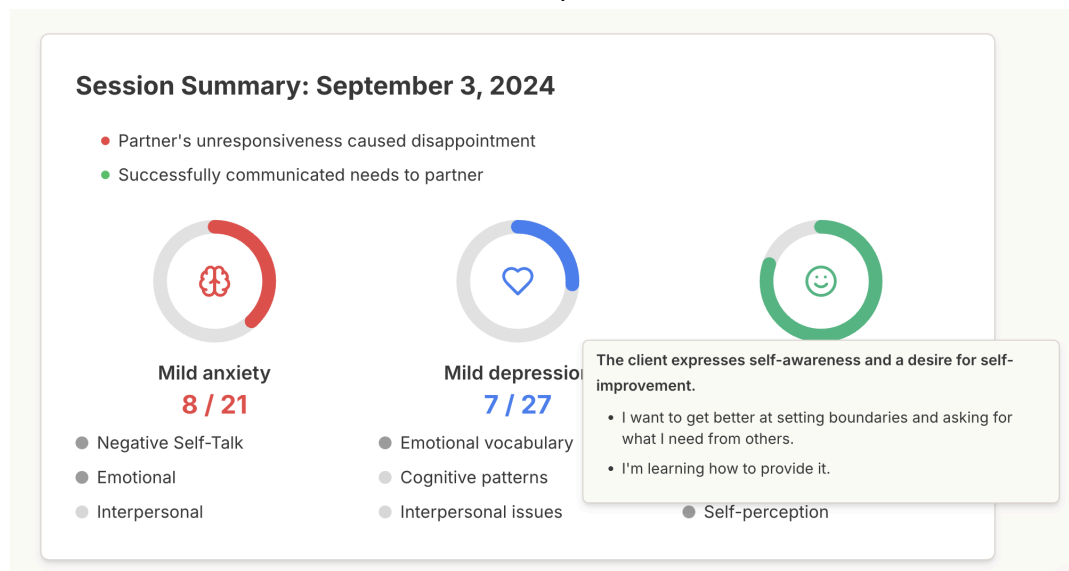 Session Summary: September 3, 2024
Partner's unresponsiveness caused disappointment
Successfully communicated needs to partner
Mild anxiety
8 / 21
Mild depression
7 / 27
The client expresses self-awareness and a desire for self-
improvement.
• I want to get better at setting boundaries and asking for
what I need from others.
• I'm learning how to provide it.
Negative Self-Talk
Emotional
Interpersonal
Emotional vocabulary
Cognitive patterns
Interpersonal issues
Self-perception